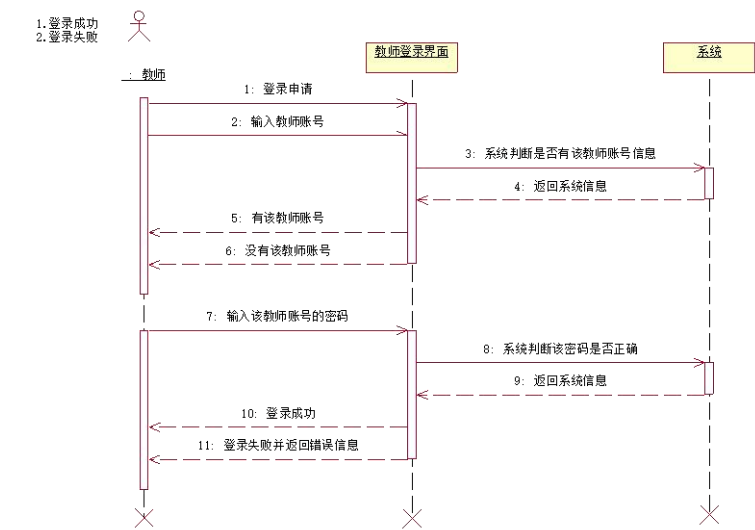 1.登录成功
2.登录失败
: 教师
教师登录界面
系统
1: 登录申请
2: 输入教师账号
3: 系统判断是否有该教师账号信息
4: 返回系统信息
5: 有该教师账号
6: 没有该教师账号
7: 输入该教师账号的密码
8: 系统判断该密码是否正确
9: 返回系统信息
10: 登录成功
11: 登录失败并返回错误信息